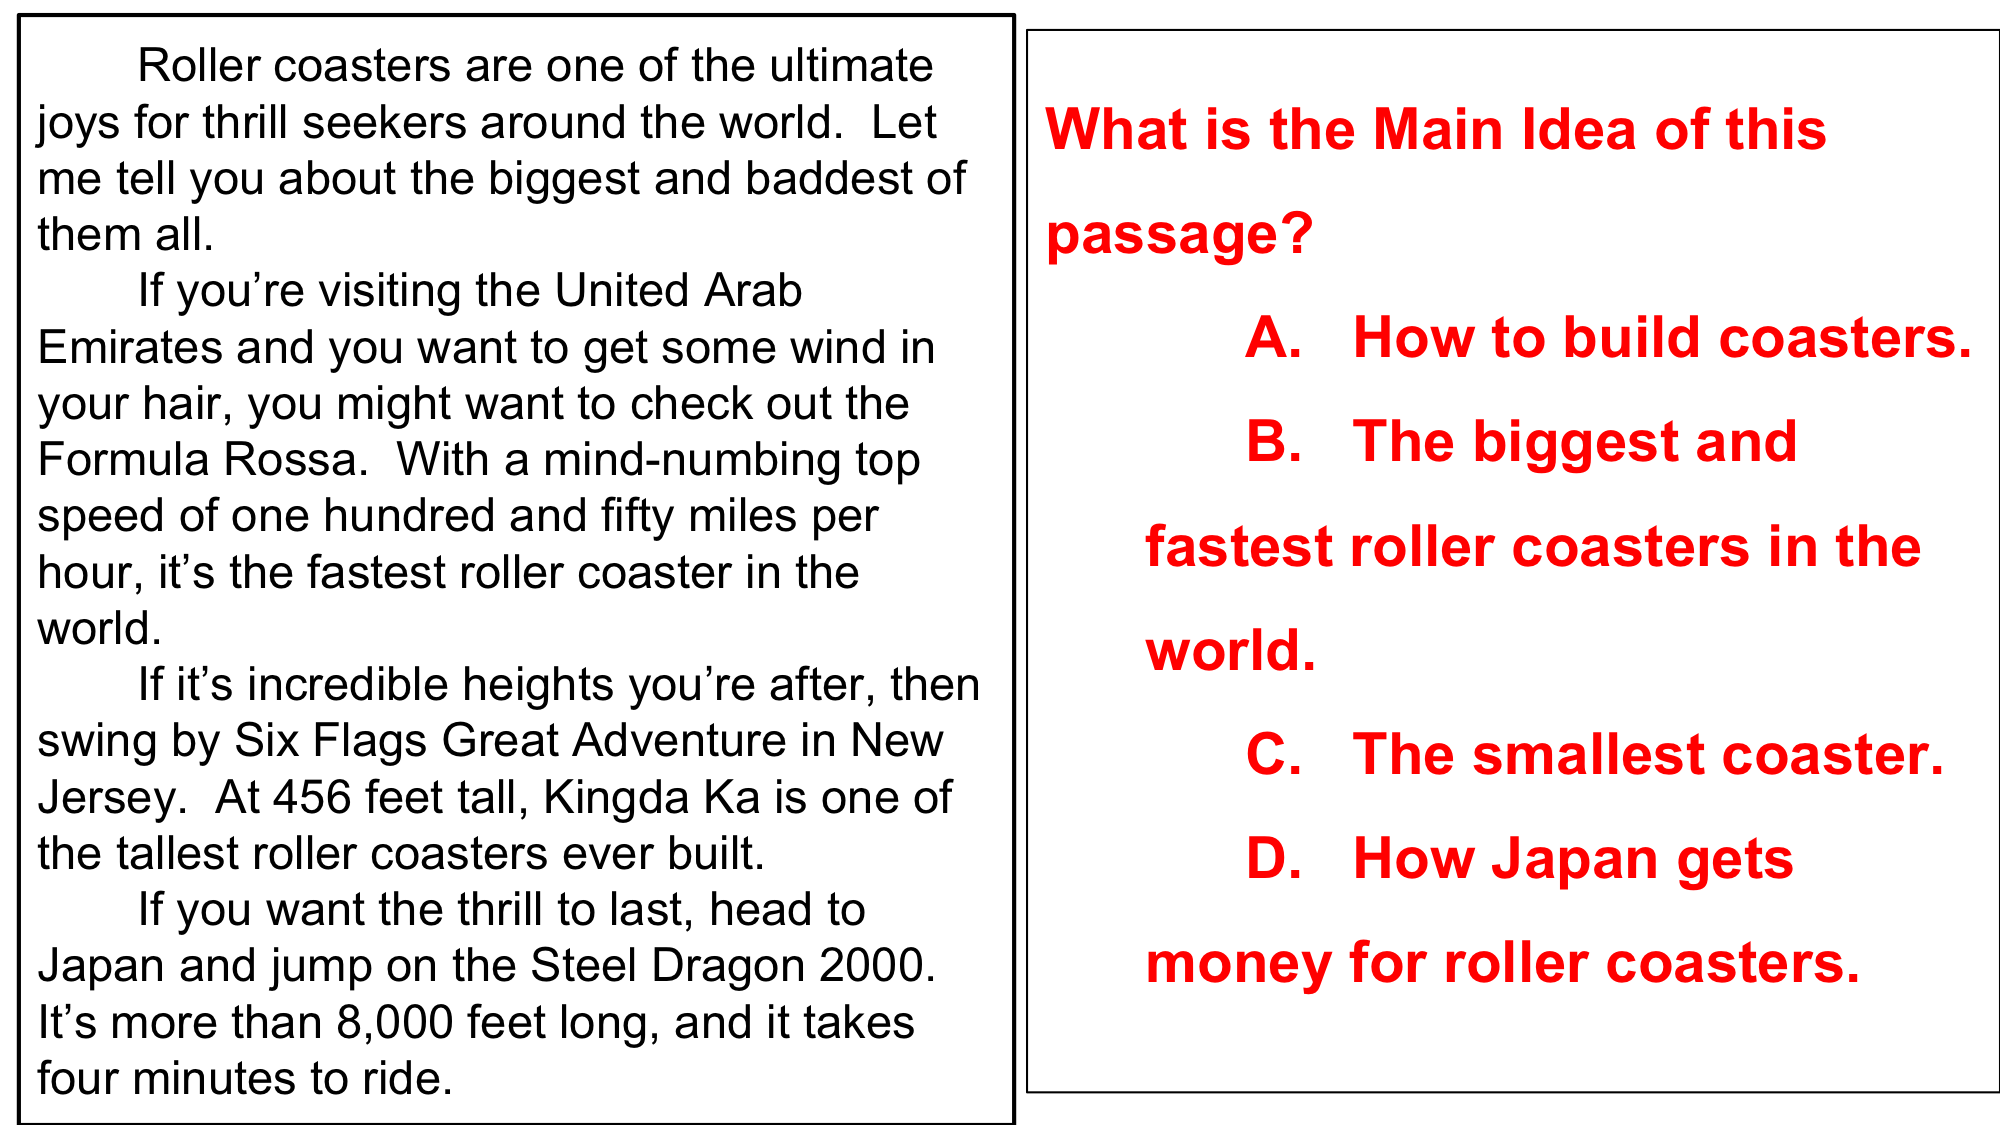 Roller coasters are one of the ultimate
joys for thrill seekers around the world.  Let
me tell you about the biggest and baddest of
them all.
If you’re visiting the United Arab
Emirates and you want to get some wind in
your hair, you might want to check out the
Formula Rossa.  With a mind-numbing top
speed of one hundred and fifty miles per
hour, it’s the fastest roller coaster in the
world.
If it’s incredible heights you’re after, then
swing by Six Flags Great Adventure in New
Jersey.  At 456 feet tall, Kingda Ka is one of
the tallest roller coasters ever built.
If you want the thrill to last, head to
Japan and jump on the Steel Dragon 2000.
It’s more than 8,000 feet long, and it takes
four minutes to ride.
What is the Main Idea of this
passage?
A. How to build coasters.
B. The biggest and
fastest roller coasters in the
world.
C. The smallest coaster.
D. How Japan gets
money for roller coasters.